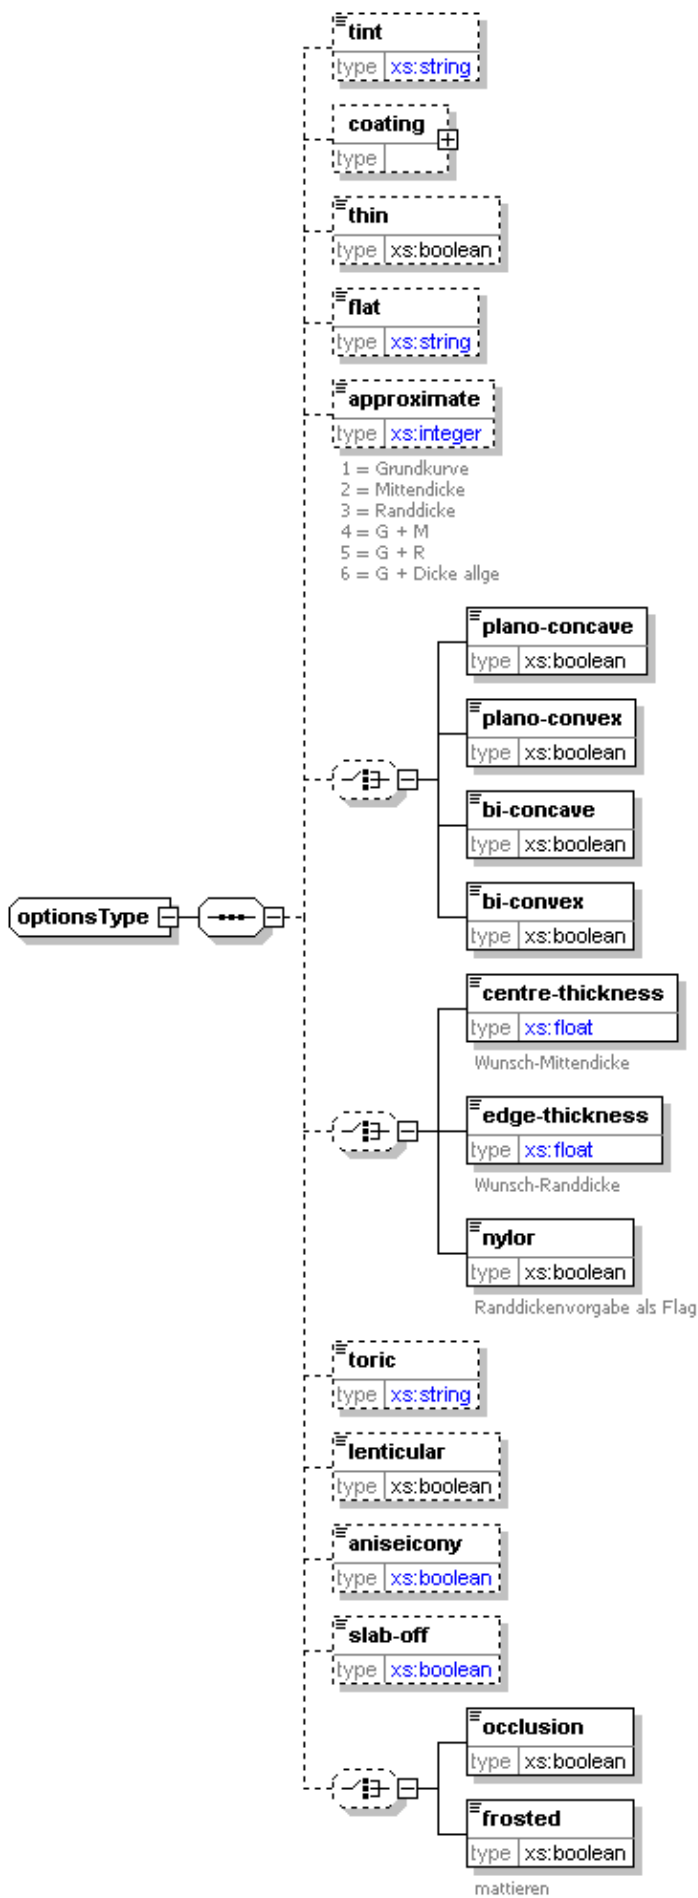 tint
type xs:string
coating
type
thin
type xs:boolean
flat
type xs:string
approximate
type xs:integer
1 = Grundkurve
2 = Mittendicke
3 = Randdicke
4 = G + M
5 = G + R
6 = G + Dicke allge
plano-concave
type xs:boolean
plano-convex
type xs:boolean
bi-concave
type xs:boolean
bi-convex
type xs:boolean
optionsType
centre-thickness
type xs:float
Wunsch-Mittendicke
edge-thickness
type xs:float
Wunsch-Randdicke
nylor
type xs:boolean
Randdickenvorgabe als Flag
toric
type xs:string
lenticular
type xs:boolean
aniseicony
type xs:boolean
slab-off
type xs:boolean
occlusion
type xs:boolean
frosted
type xs:boolean
mattieren